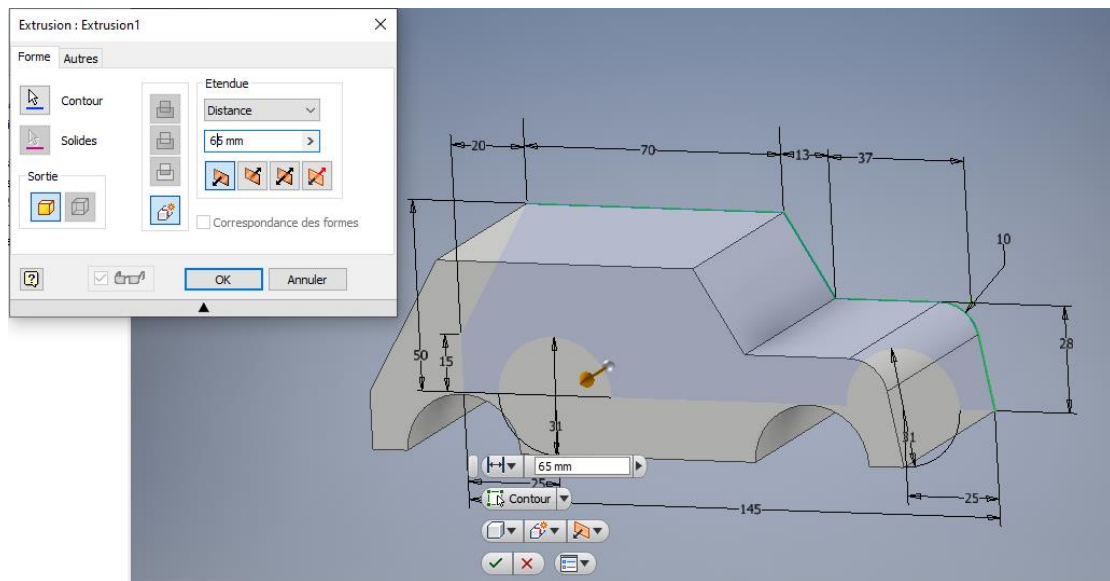 Extrusion : Extrusion1
Forme Autres
Contour
Solides
Sortie
Etendue
Distance
65 mm
Correspondance des formes
OK Annuler
20 70 13 37
10
50 15
28
31
31
65 mm
25
25
Contour
145